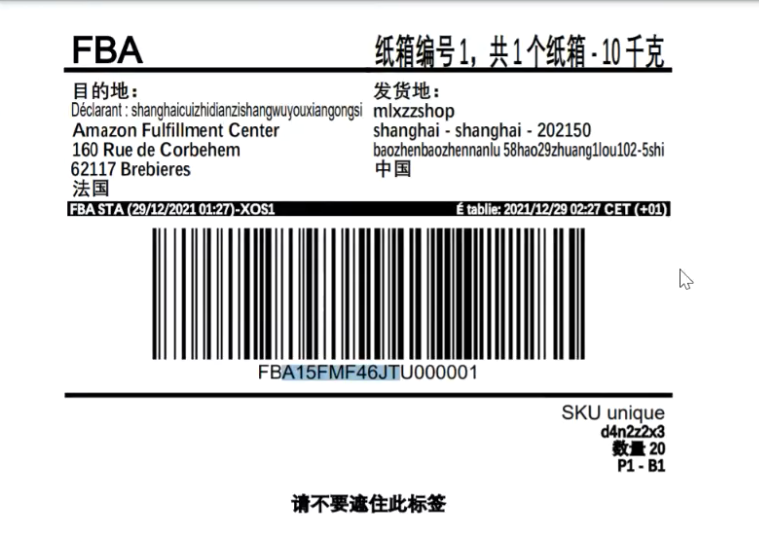 FBA
纸箱编号 1，共 1 个纸箱 - 10 千克
目的地：
Déclarant : shanghaicuizhidianzishangwuyouxiangongsi
Amazon Fulfillment Center
160 Rue de Corbehem
62117 Brebieres
法国
发货地：
mlxzzshop
shanghai - shanghai - 202150
baozhenbaozhennanlu 58hao29zhuang1lou102-5shi
中国
FBA STA (29/12/2021 01:27)-XOS1
É tablie: 2021/12/29 02:27 CET (+01)
FBA15FMF46JTU000001
SKU unique
d4n2z2x3
数量 20
P1 - B1
请不要遮住此标签